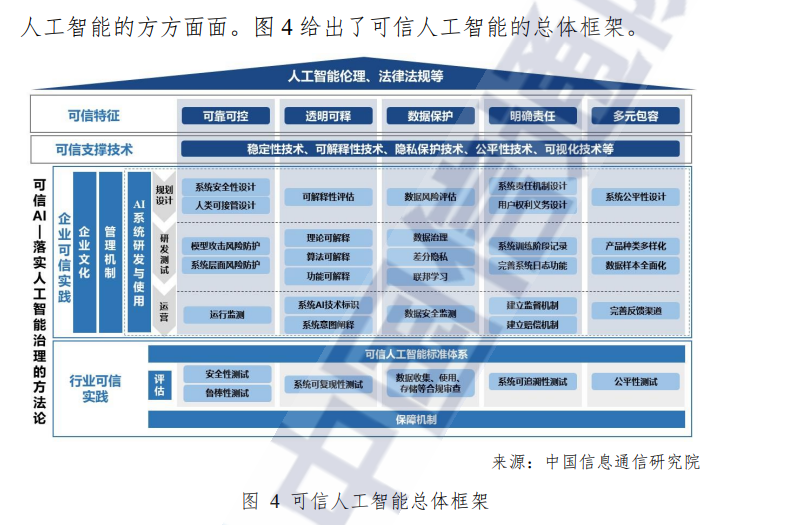 人工智能的方方面面。图 4 给出了可信人工智能的总体框架。
人工智能伦理、法律法规等
可信特征
可靠可控
透明可释
数据保护
明确责任
多元包容
可信支撑技术
稳定性技术、可解释性技术、隐私保护技术、公平性技术、可视化技术等
可信AI—落实人工智能治理的方法论
企业可信实践
企业文化
管理机制
AI系统研发与使用
规划设计
系统安全性设计
人类可接管设计
可解释性评估
数据风险评估
系统责任机制设计
用户权利义务设计
系统公平性设计
研发测试
模型攻击风险防护
系统层面风险防护
理论可解释
算法可解释
功能可解释
数据治理
差分隐私
联邦学习
系统训练阶段记录
完善系统日志功能
产品种类多样化
数据样本全面化
运营
运行监测
系统AI技术标识
系统意图阐释
数据安全监测
建立监督机制
建立赔偿机制
完善反馈渠道
行业可信
实践
可信人工智能标准体系
评估
安全性测试
鲁棒性测试
系统可复现性测试
数据收集、使用、
存储等合规审查
系统可追溯性测试
公平性测试
保障机制
来源：中国信息通信研究院
图 4 可信人工智能总体框架
中国信息通信院